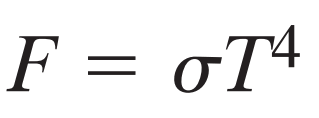 F = σT⁴